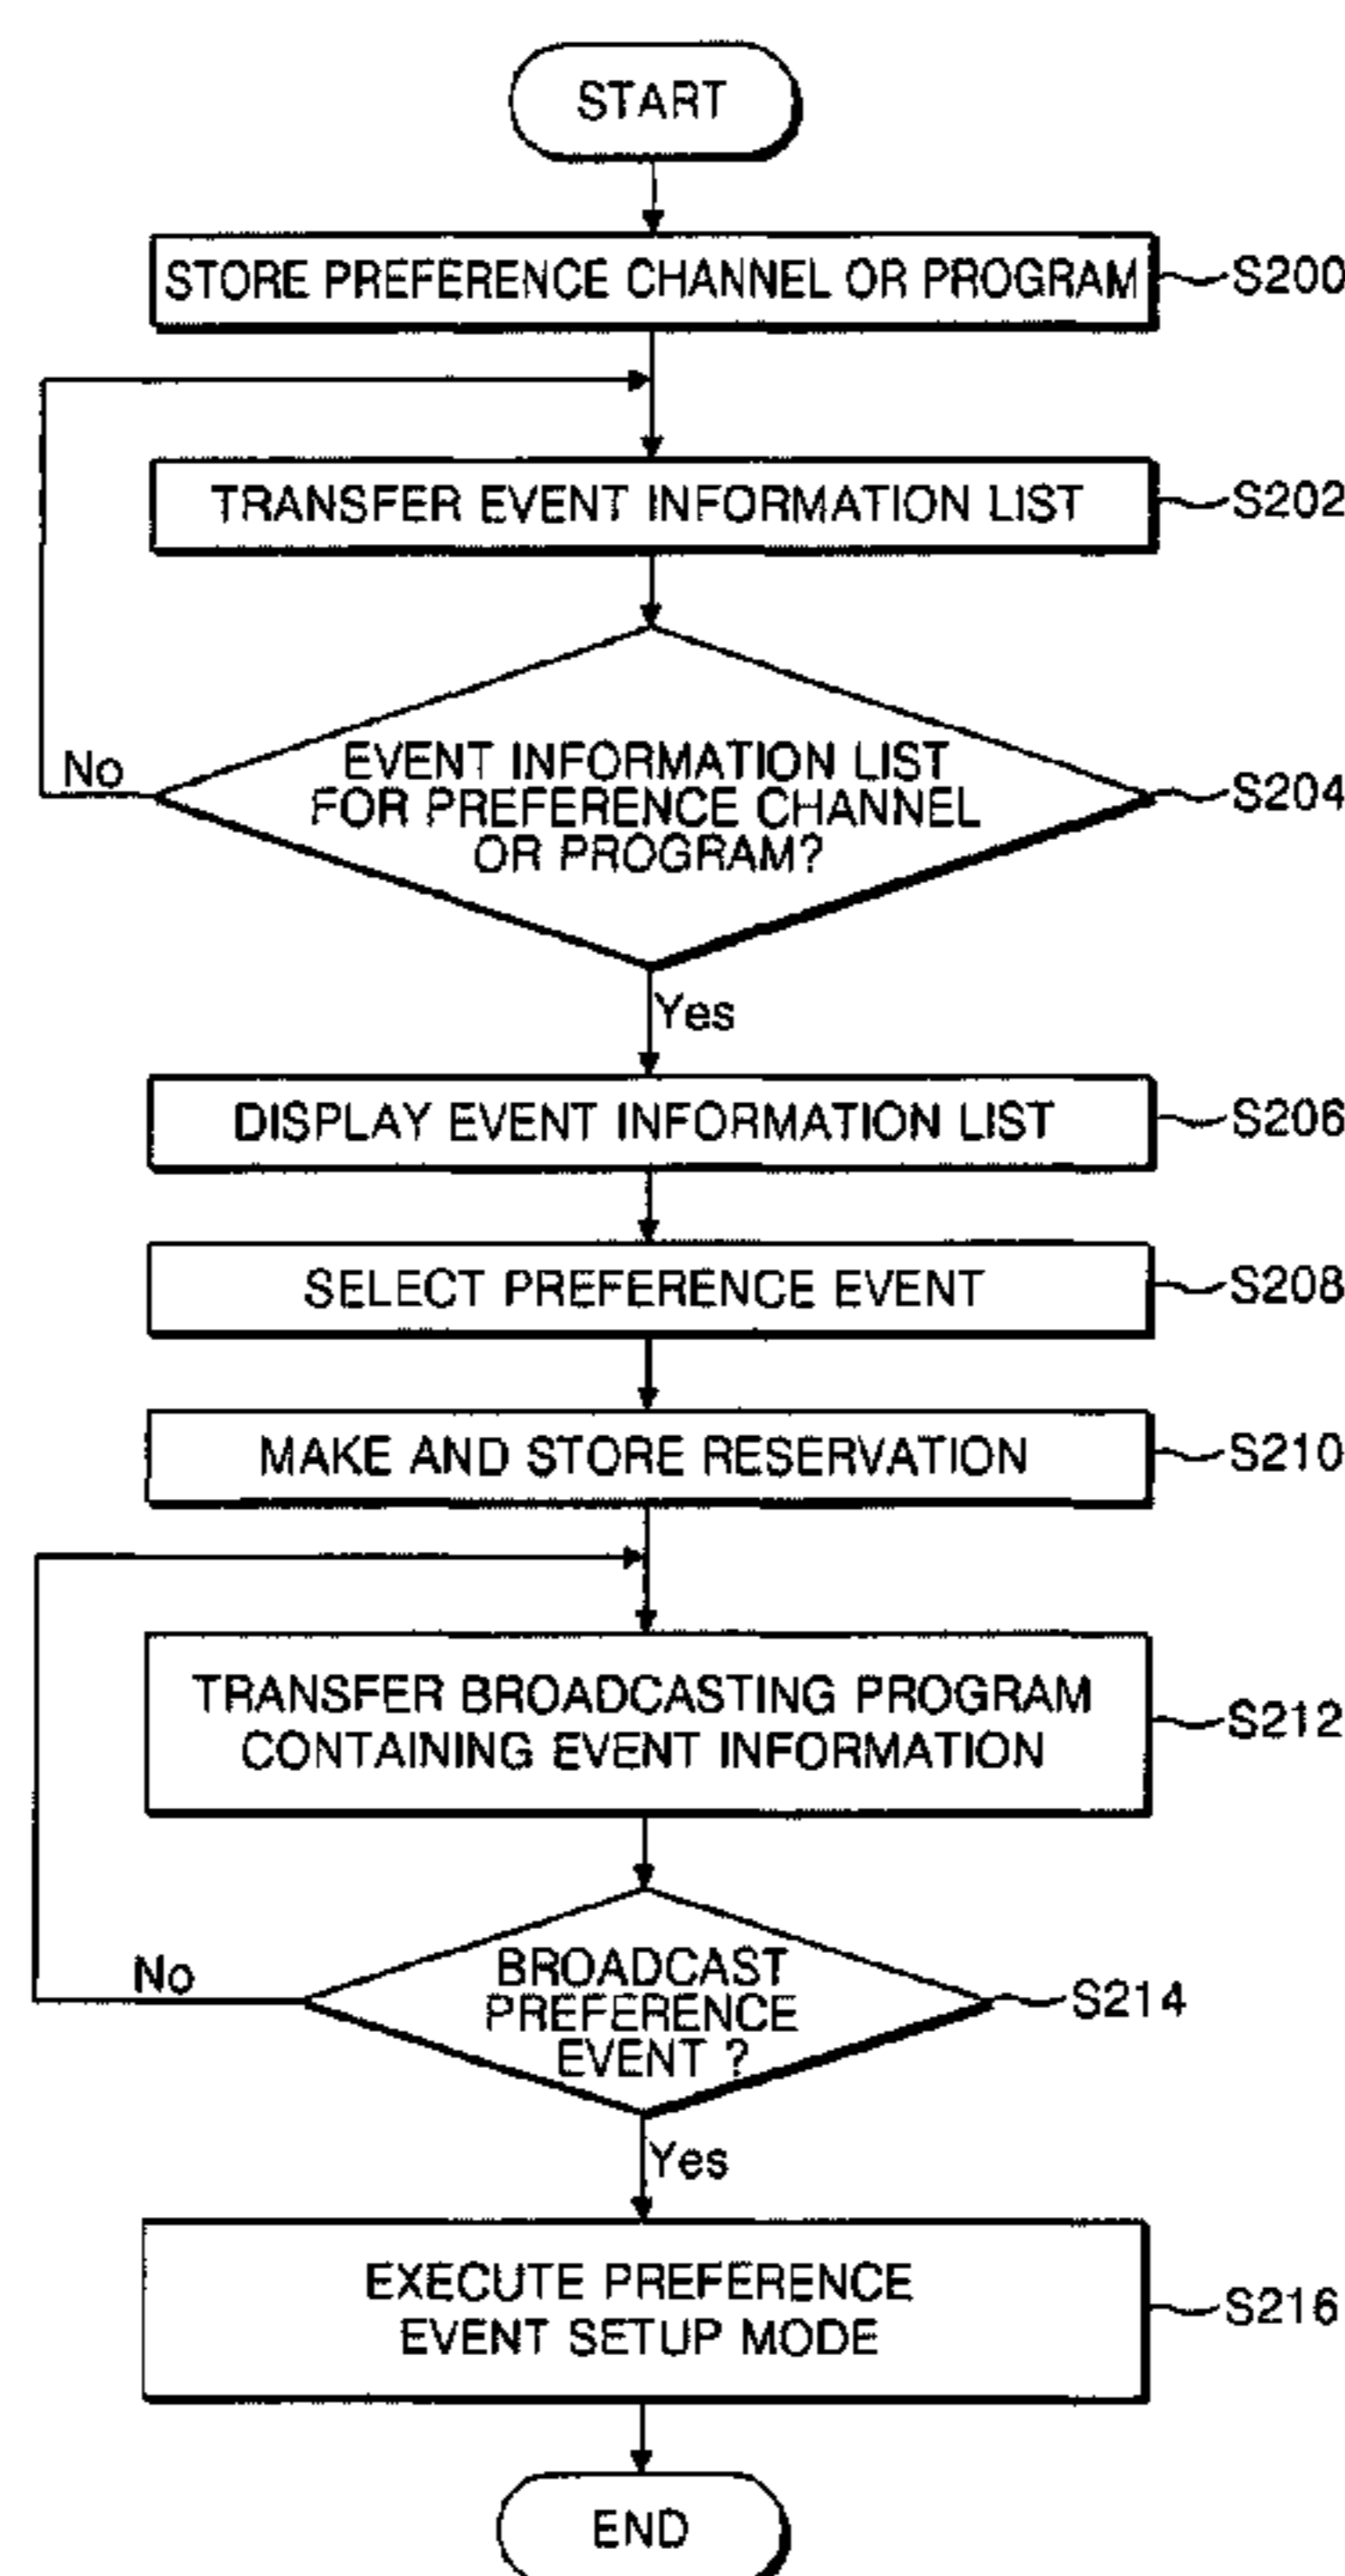 START
STORE PREFERENCE CHANNEL OR PROGRAM
S200
TRANSFER EVENT INFORMATION LIST
S202
EVENT INFORMATION LIST
FOR PREFERENCE CHANNEL
OR PROGRAM?
S204
No
Yes
DISPLAY EVENT INFORMATION LIST
S206
SELECT PREFERENCE EVENT
S208
MAKE AND STORE RESERVATION
S210
TRANSFER BROADCASTING PROGRAM
CONTAINING EVENT INFORMATION
S212
BROADCAST
PREFERENCE
EVENT ?
S214
No
Yes
EXECUTE PREFERENCE
EVENT SETUP MODE
S216
END